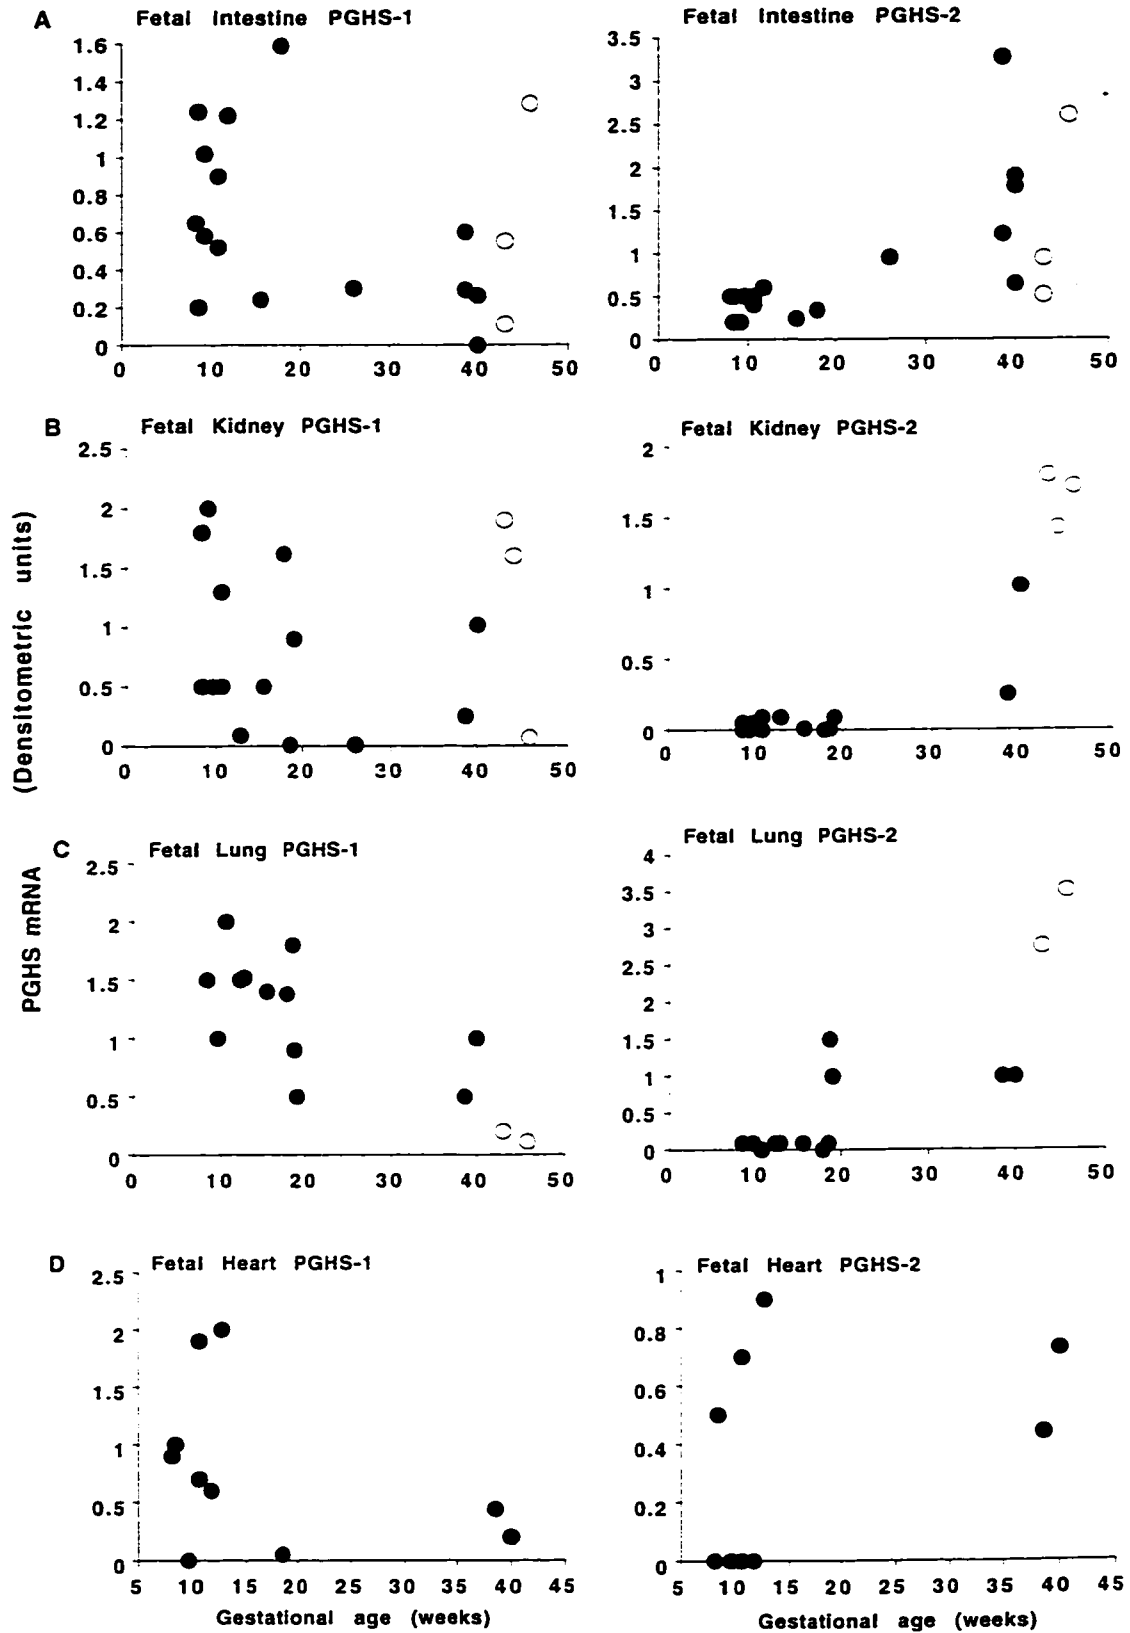 A Fetal Intestine PGHS-1
1.6
1.4
1.2
1
0.8
0.6
0.4
0.2
0
0 10 20 30 40 50
Fetal Intestine PGHS-2
3.5
3
2.5
2
1.5
1
0.5
0
0 10 20 30 40 50
B Fetal Kidney PGHS-1
2.5
2
1.5
1
0.5
0
0 10 20 30 40 50
Fetal Kidney PGHS-2
2
1.5
1
0.5
0
0 10 20 30 40 50
PGHS mRNA (Densitometric units)
C Fetal Lung PGHS-1
2.5
2
1.5
1
0.5
0
0 10 20 30 40 50
Fetal Lung PGHS-2
4
3.5
3
2.5
2
1.5
1
0.5
0
0 10 20 30 40 50
D Fetal Heart PGHS-1
2.5
2
1.5
1
0.5
0
5 10 15 20 25 30 35 40 45
Gestational age (weeks)
Fetal Heart PGHS-2
1
0.8
0.6
0.4
0.2
0
5 10 15 20 25 30 35 40 45
Gestational age (weeks)